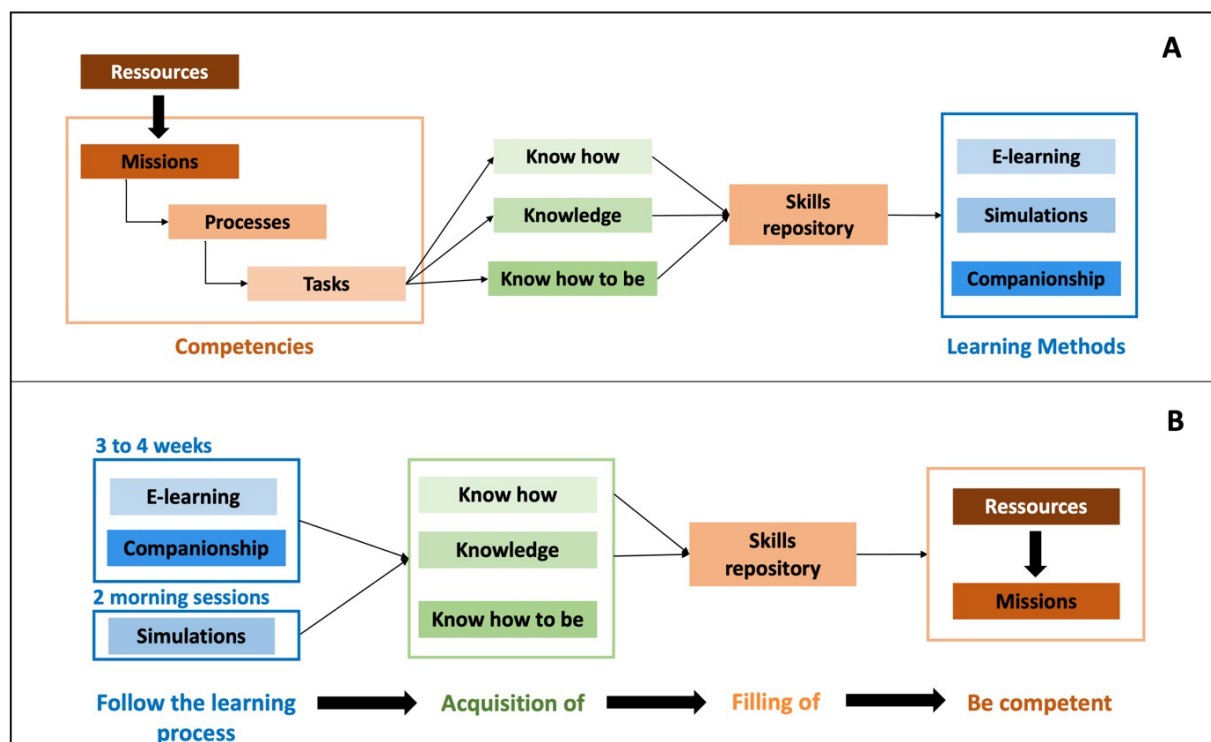 A
Ressources
Missions
Processes
Tasks
Competencies
Know how
Knowledge
Know how to be
Skills
repository
E-learning
Simulations
Companionship
Learning Methods
B
3 to 4 weeks
E-learning
Companionship
2 morning sessions
Simulations
Know how
Knowledge
Know how to be
Skills
repository
Ressources
Missions
Follow the learning
process
Acquisition of
Filling of
Be competent